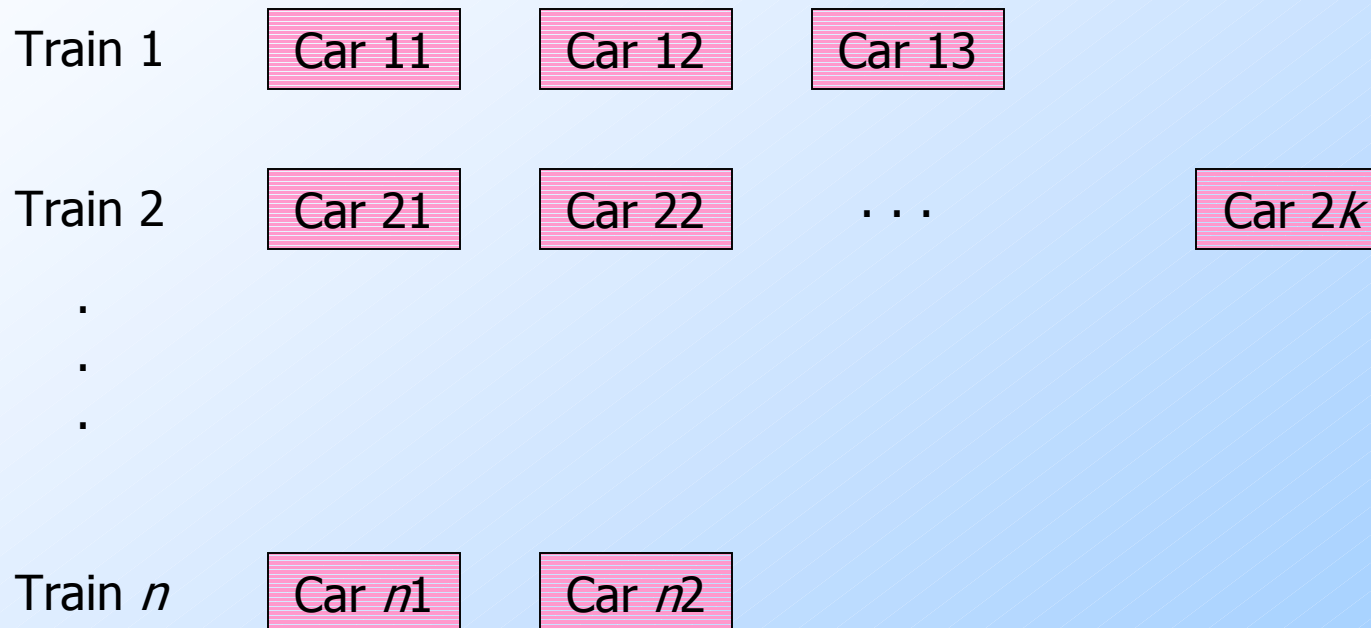 Train 1 Car 11 Car 12 Car 13
Train 2 Car 21 Car 22 . . . Car 2k
.
.
.
Train n Car n1 Car n2